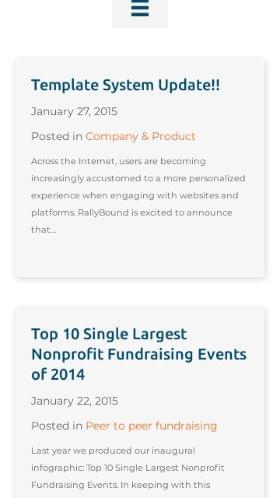 Template System Update!!
January 27, 2015
Posted in Company & Product
Across the Internet, users are becoming
increasingly accustomed to a more personalized
experience when engaging with websites and
platforms. RallyBound is excited to announce
that...
Top 10 Single Largest
Nonprofit Fundraising Events
of 2014
January 22, 2015
Posted in Peer to peer fundraising
Last year we produced our inaugural
infographic: Top 10 Single Largest Nonprofit
Fundraising Events. In keeping with this